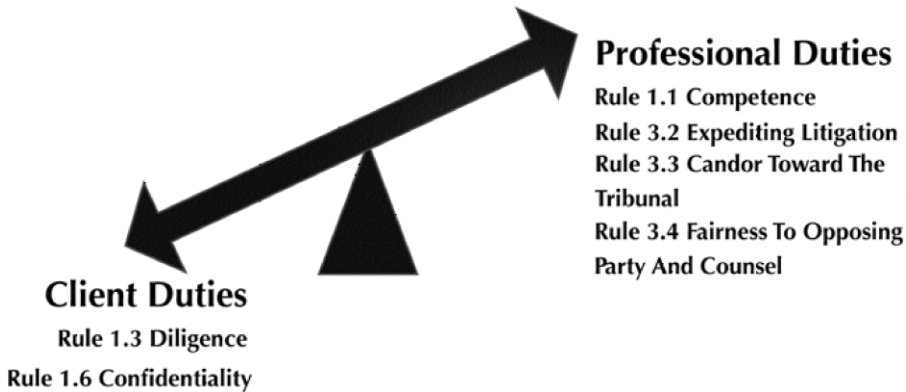 Professional Duties
Rule 1.1 Competence
Rule 3.2 Expediting Litigation
Rule 3.3 Candor Toward The
Tribunal
Rule 3.4 Fairness To Opposing
Party And Counsel
Client Duties
Rule 1.3 Diligence
Rule 1.6 Confidentiality